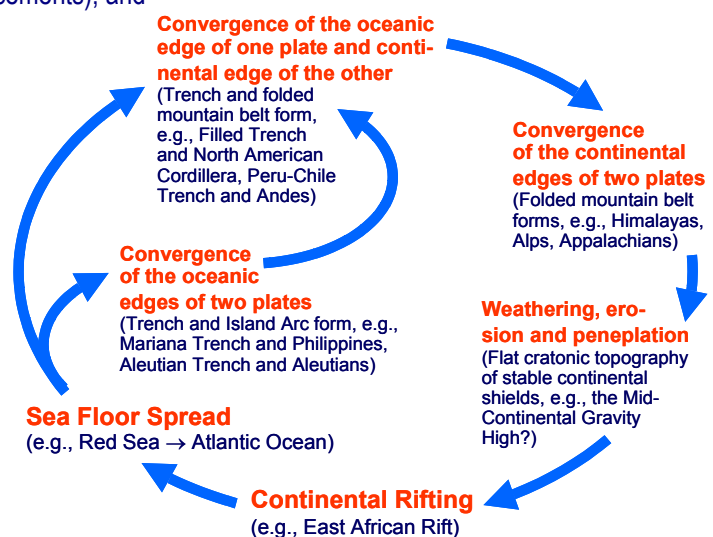 Convergence of the oceanic
edge of one plate and conti-
nental edge of the other
(Trench and folded
mountain belt form,
e.g., Filled Trench
and North American
Cordillera, Peru-Chile
Trench and Andes)
Convergence
of the continental
edges of two plates
(Folded mountain belt
forms, e.g., Himalayas,
Alps, Appalachians)
Convergence
of the oceanic
edges of two plates
(Trench and Island Arc form, e.g.,
Mariana Trench and Philippines,
Aleutian Trench and Aleutians)
Weathering, ero-
sion and peneplation
(Flat cratonic topography
of stable continental
shields, e.g., the Mid-
Continental Gravity
High?)
Sea Floor Spread
(e.g., Red Sea → Atlantic Ocean)
Continental Rifting
(e.g., East African Rift)